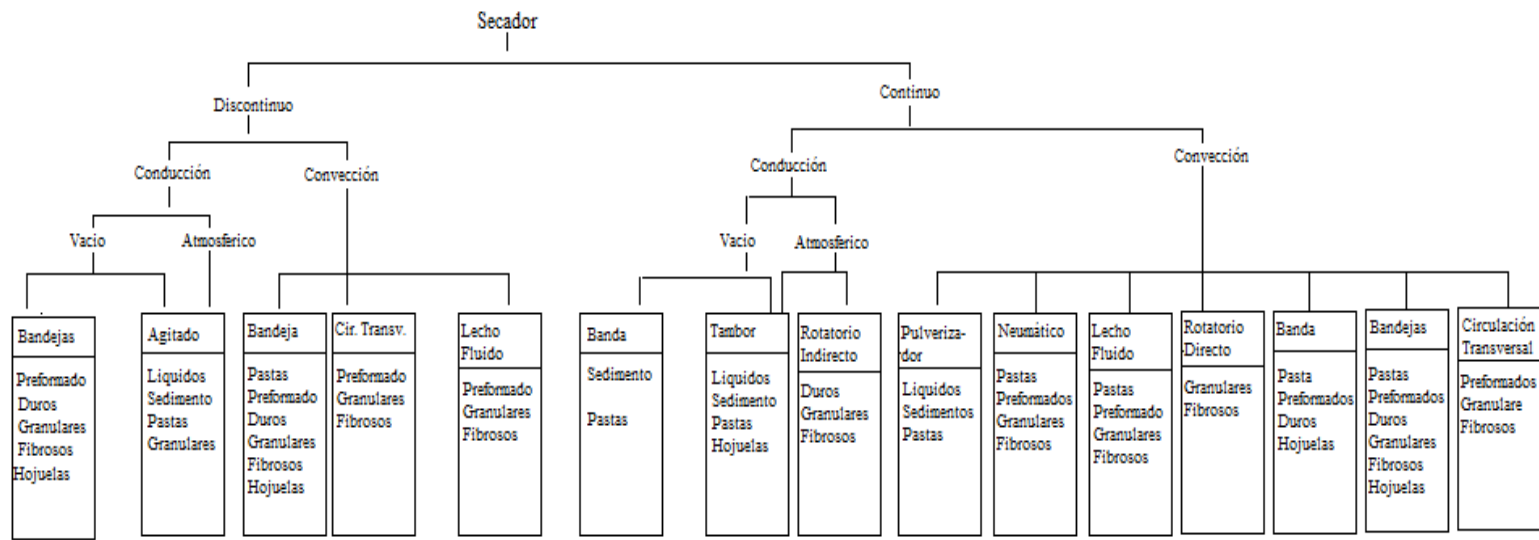 Secador
Discontinuo
Continuo
Conducción
Convección
Conducción
Convección
Vacio
Atmosferico
Vacio
Atmosférico
Bandejas
Preformado
Duros
Granulares
Fibrosos
Hojuelas
Agitado
Liquidos
Sedimento
Pastas
Granulares
Bandeja
Pastas
Preformado
Duros
Granulares
Fibrosos
Hojuelas
Cir. Transv.
Preformado
Granulares
Fibrosos
Lecho
Fluido
Preformado
Granulares
Fibrosos
Banda
Sedimento
Pastas
Tambor
Liquidos
Sedimento
Pastas
Hojuelas
Rotatorio
Indirecto
Duros
Granulares
Fibrosos
Pulveriza-
dor
Liquidos
Sedimentos
Pastas
Neumático
Pastas
Preformados
Granulares
Fibrosos
Lecho
Fluido
Pastas
Preformado
Granulares
Fibrosos
Rotatorio
Directo
Granulares
Fibrosos
Banda
Pasta
Preformados
Duros
Hojuelas
Bandejas
Pastas
Preformados
Duros
Granulares
Fibrosos
Hojuelas
Circulación
Transversal
Preformados
Granulare
Fibrosos